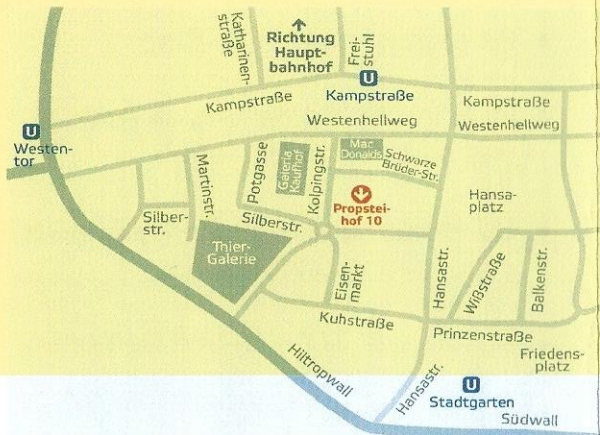 Katharinen-
straße
Richtung
Haupt-
bahnhof
Frei-
stuhl
U
Kampstraße
Kampstraße
Kampstraße
Westenhellweg
Westenhellweg
U
Westen-
tor
Martinstr.
Potgasse
Galeria
Kaufhof
Kolpingstr.
Mac
Donalds
Schwarze
Brüder-Str.
Hansa-
platz
Propstei-
hof 10
Silber-
str.
Silberstr.
Thier-
Galerie
Eisen-
markt
Hansastr.
Wißstraße
Balkenstr.
Kuhstraße
Prinzenstraße
Friedens-
platz
Hiltropwall
Hansastr.
U
Stadtgarten
Südwall